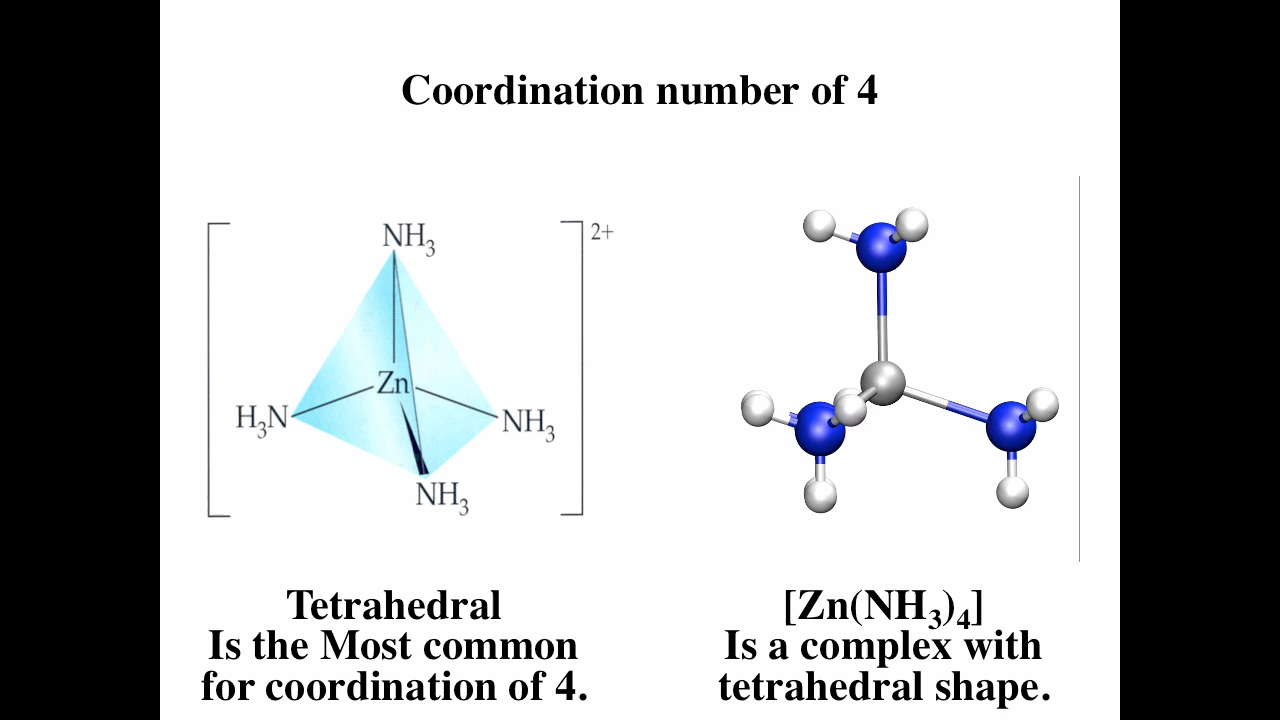 Coordination number of 4
NH3
2+
Zn
H3N
NH3
NH3
Tetrahedral
Is the Most common
for coordination of 4.
[Zn(NH3)4]
Is a complex with
tetrahedral shape.